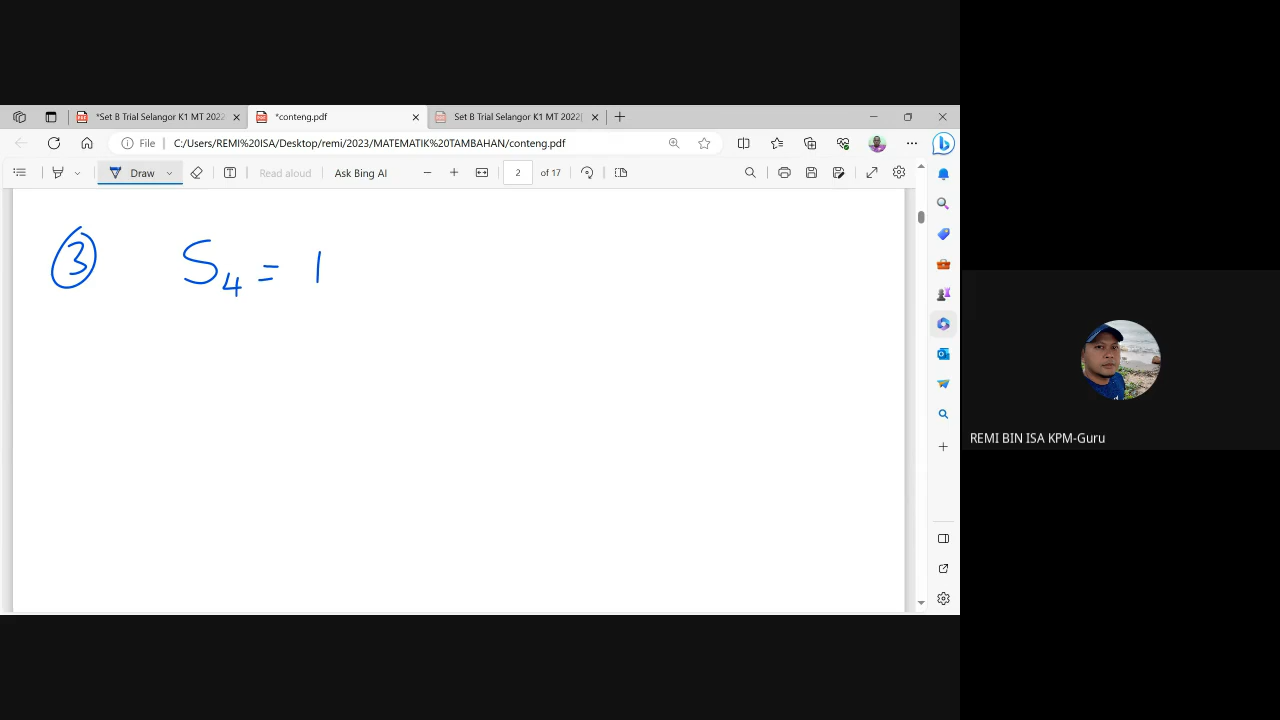 *Set B Trial Selangor K1 MT 2022
*conteng.pdf
Set B Trial Selangor K1 MT 2022
File
C:/Users/REMI%20ISA/Desktop/remi/2023/MATEMATIK%20TAMBAHAN/conteng.pdf
Draw
Read aloud
Ask Bing AI
2
of 17
③ S₄ = 1
REMI BIN ISA KPM-Guru